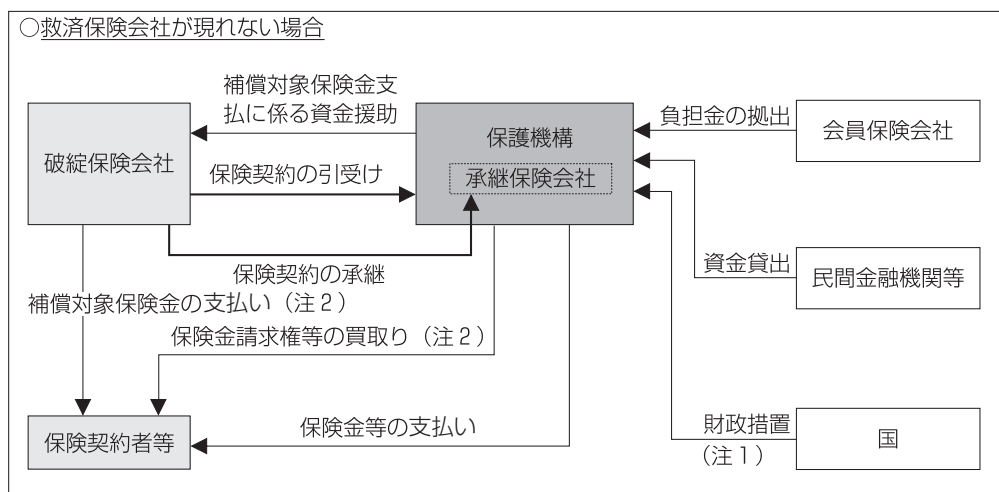 ○救済保険会社が現れない場合
補償対象保険金支
払に係る資金援助
破綻保険会社
保護機構
承継保険会社
負担金の拠出
会員保険会社
保険契約の引受け
保険契約の承継
資金貸出
民間金融機関等
補償対象保険金の支払い（注２）
保険金請求権等の買取り（注２）
保険契約者等
保険金等の支払い
財政措置
（注１）
国